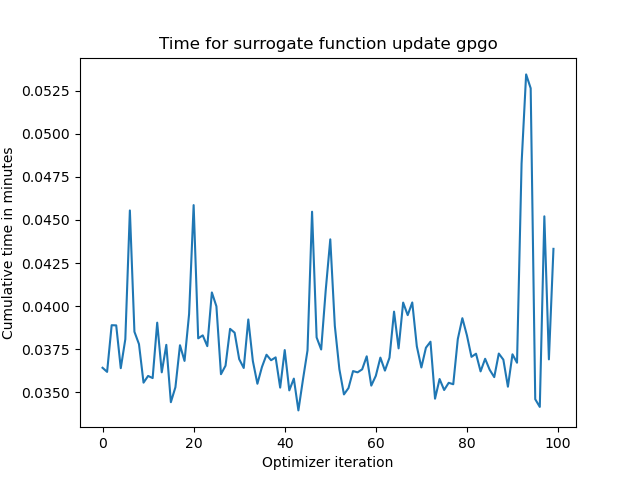 Time for surrogate function update gpgo
Cumulative time in minutes
0.0525
0.0500
0.0475
0.0450
0.0425
0.0400
0.0375
0.0350
0 20 40 60 80 100
Optimizer iteration